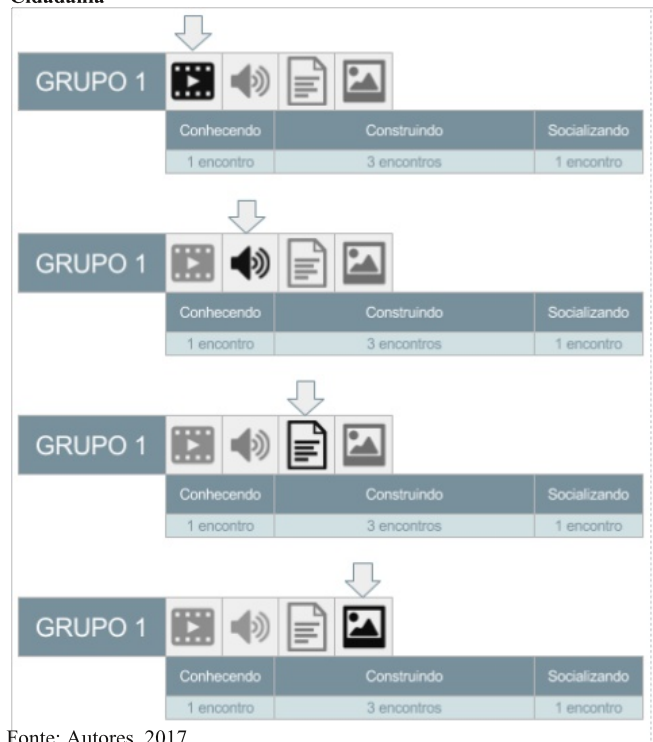 Cidadania
GRUPO 1
Conhecendo Construindo Socializando
1 encontro 3 encontros 1 encontro
GRUPO 1
Conhecendo Construindo Socializando
1 encontro 3 encontros 1 encontro
GRUPO 1
Conhecendo Construindo Socializando
1 encontro 3 encontros 1 encontro
GRUPO 1
Conhecendo Construindo Socializando
1 encontro 3 encontros 1 encontro
Fonte: Autores, 2017